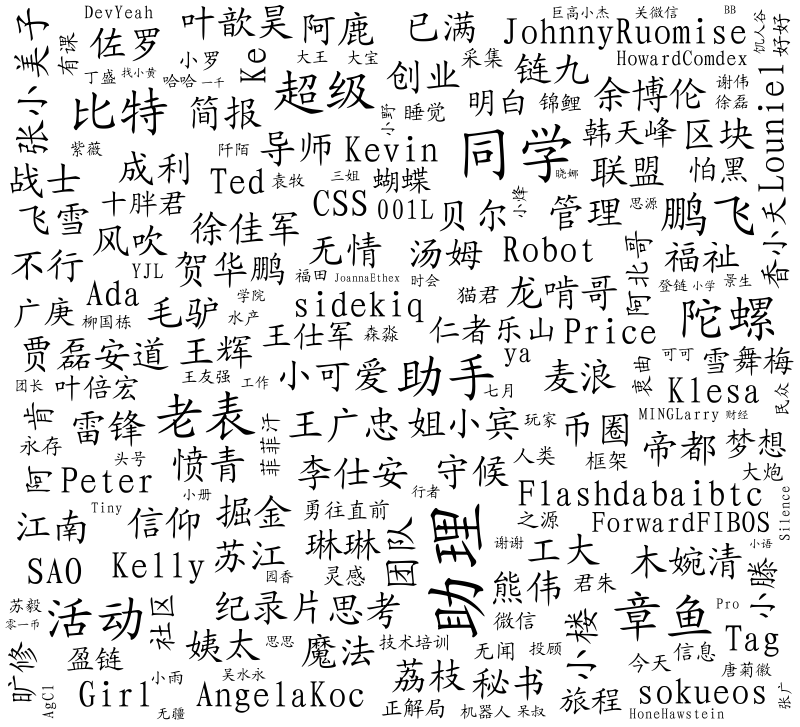 DevYeah
叶歆昊
阿鹿
已满
巨高小杰
关微信
BB
JohnnyRuomise
饥人谷
好好
张小美子
有课
佐罗
小罗
Ke
大王
大宝
采集
HowardComdex
丁盛
找小黄
哈哈
一千
超级
创业
链九
谢伟
比特
简报
小鄂
睡觉
明白
锦鲤
余博伦
徐磊
Louniel
紫薇
阡陌
导师
Kevin
同学
韩天峰
区块
战士
成利
Ted
袁牧
三姐
蝴蝶
晓娜
联盟
怕黑
飞雪
十胖君
徐佳军
CSS
001L
贝尔
小烽
管理
思源
鹏飞
香小天
不行
风吹
YJL
贺华鹏
无情
汤姆
Robot
阿北哥
福祉
福田
JoannaEthex
时会
登链
小学
景生
广庚
Ada
柳国栋
毛驴
学院
水产
sidekiq
猫君
龙啃哥
陀螺
贾磊安道
王辉
王仕军
森淼
仁者乐山
Price
ya
团长
叶倍宏
王友强
工作
小可爱
助手
七月
麦浪
衷曲
可可
雪舞梅
Klesa
民众
肯
雷锋
老表
菲菲汗
王广忠
姐小宾
玩家
币圈
MINGLarry
财经
永存
头号
帝都
梦想
阿
Peter
愤青
李仕安
守候
人类
框架
大炮
小册
行者
Flashdabaibtc
Silence
Tiny
江南
信仰
掘金
勇往直前
团队
助理
之源
ForwardFIBOS
SAO
Kelly
苏江
琳琳
谢谢
工大
木婉清
小语
园香
灵感
熊伟
君朱
小滕
苏毅
零一币
活动
社区
纪录片思考
微信
小楼
章鱼
Pro
旷修
盈链
姨太
思思
魔法
技术培训
无闻
投顾
今天
信息
Tag
唐菊微
小雨
吴水永
荔枝
秘书
AgCl
Girl
无疆
AngelaKoc
正解局
机器人
呆叔
旅程
sokueos
HoneHawstein
张广